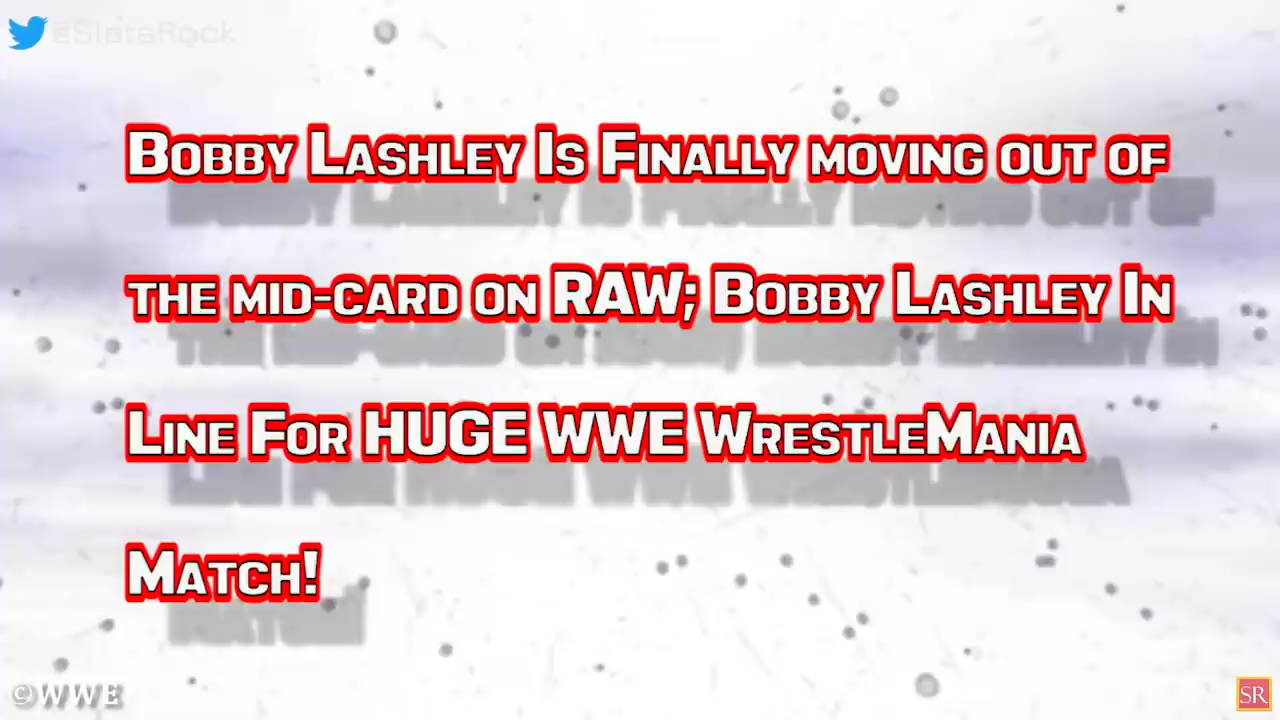 @SlatsRock
Bobby Lashley Is Finally moving out of
the mid-card on RAW; Bobby Lashley In
Line For HUGE WWE WrestleMania
Match!
©WWE
SR